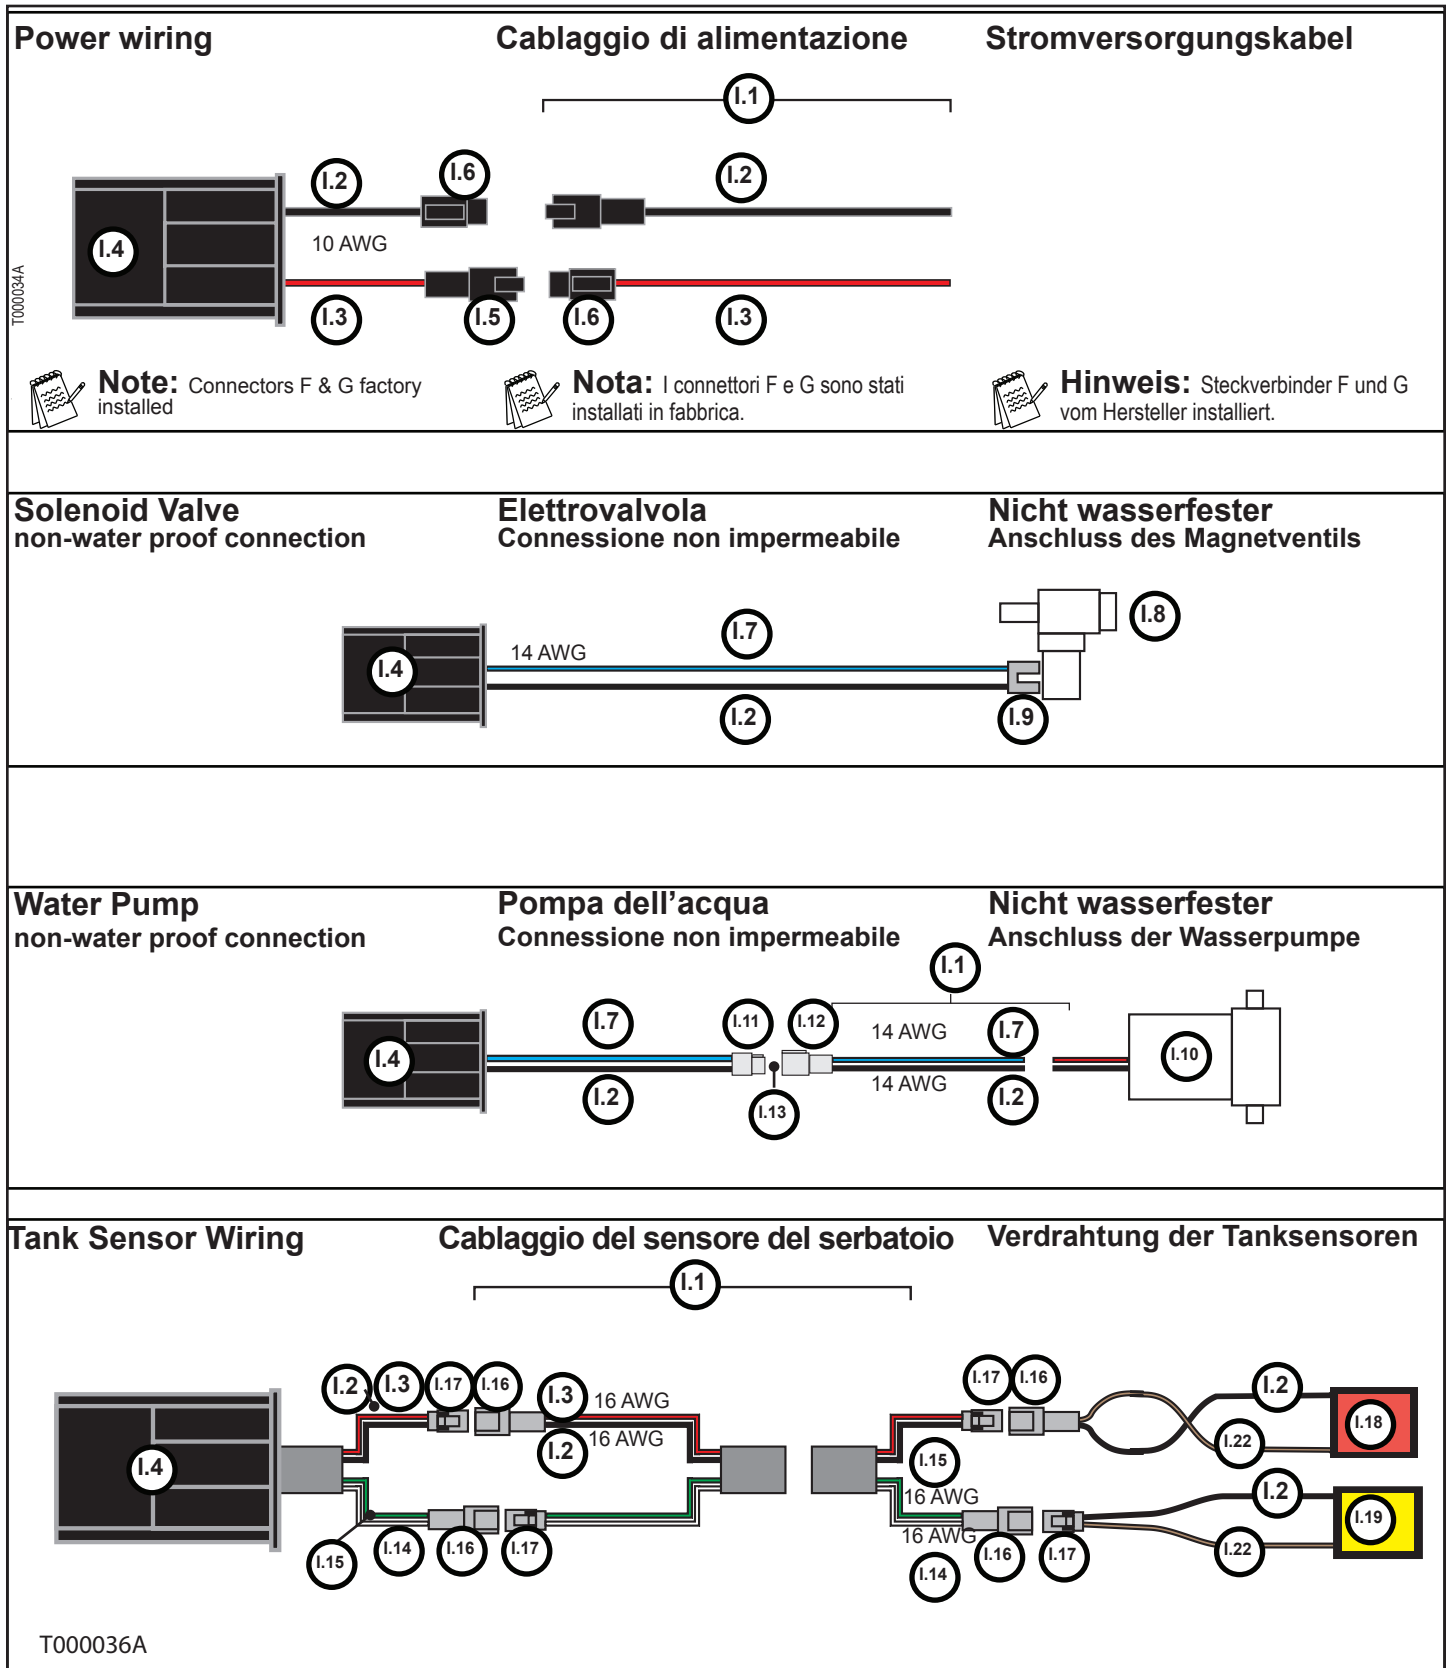 Power wiring
Cablaggio di alimentazione
Stromversorgungskabel
I.1
I.2
I.6
I.2
I.4
10 AWG
T000034A
I.3
I.5
I.6
I.3
Note: Connectors F & G factory
installed
Nota: I connettori F e G sono stati
installati in fabbrica.
Hinweis: Steckverbinder F und G
vom Hersteller installiert.
Solenoid Valve
non-water proof connection
Elettrovalvola
Connessione non impermeabile
Nicht wasserfester
Anschluss des Magnetventils
I.8
I.7
14 AWG
I.4
I.2
I.9
Water Pump
non-water proof connection
Pompa dell’acqua
Connessione non impermeabile
Nicht wasserfester
Anschluss der Wasserpumpe
I.1
I.7
I.11
I.12
14 AWG
I.7
I.4
I.10
I.2
I.13
14 AWG
I.2
Tank Sensor Wiring
Cablaggio del sensore del serbatoio
Verdrahtung der Tanksensoren
I.1
I.2
I.3
I.17
I.16
I.3
16 AWG
I.17
I.16
I.2
I.18
I.4
I.2
16 AWG
I.15
I.22
16 AWG
I.2
I.19
I.15
I.14
I.16
I.17
16 AWG
I.14
I.16
I.17
I.22
T000036A